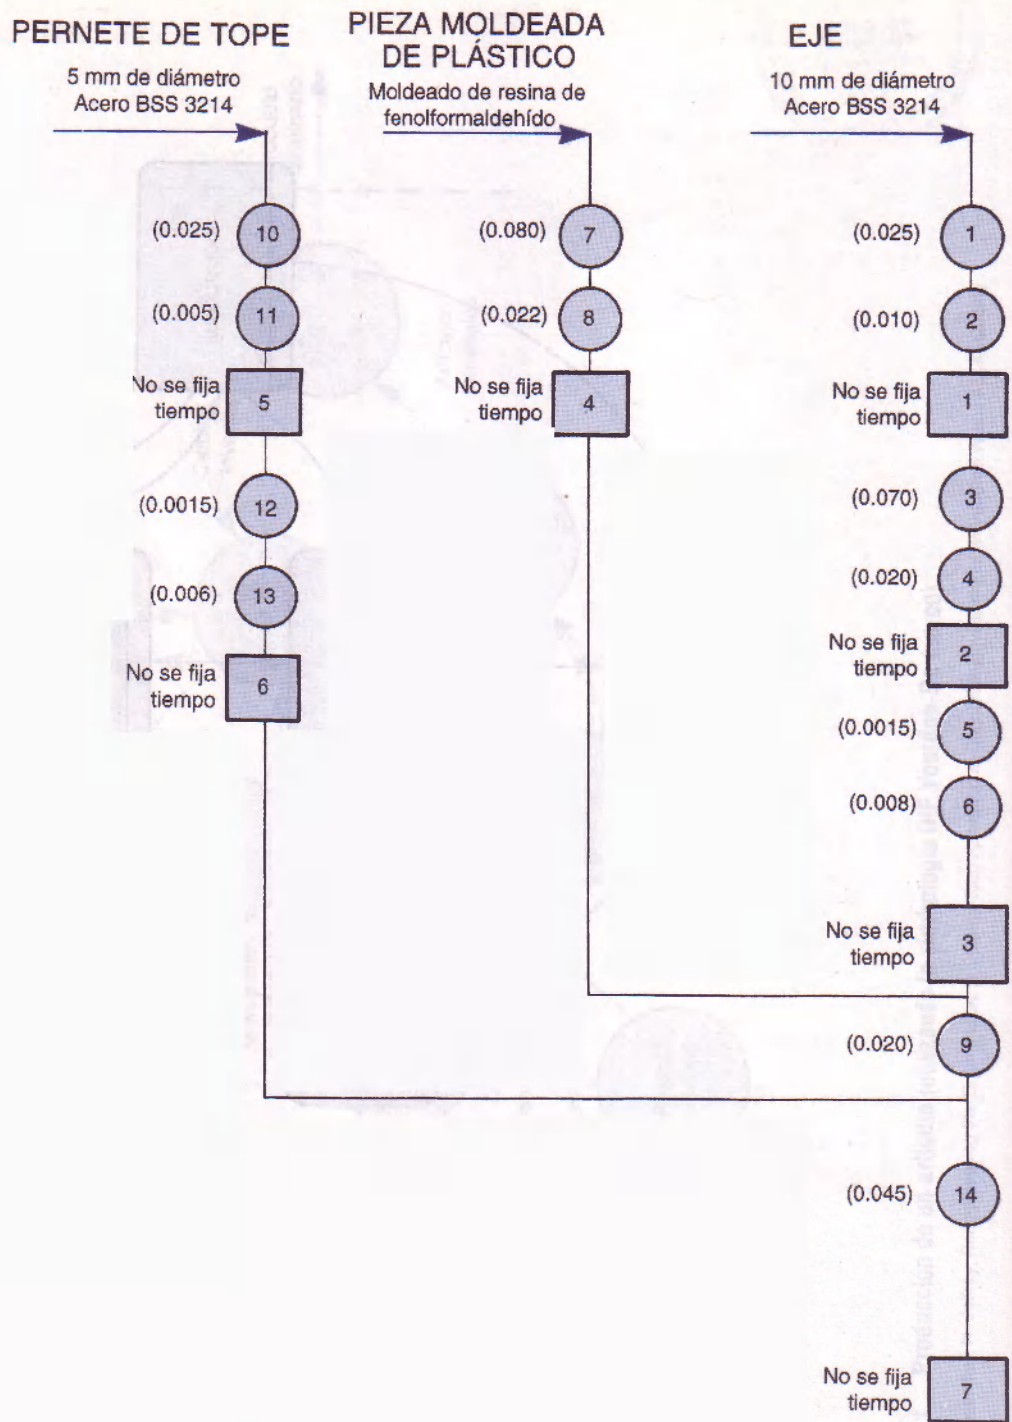 PERNETE DE TOPE
5 mm de diámetro
Acero BSS 3214
(0.025) 10
(0.005) 11
No se fija
tiempo 5
(0.0015) 12
(0.006) 13
No se fija
tiempo 6
PIEZA MOLDEADA
DE PLÁSTICO
Moldeado de resina de
fenolformaldehído
(0.080) 7
(0.022) 8
No se fija
tiempo 4
EJE
10 mm de diámetro
Acero BSS 3214
(0.025) 1
(0.010) 2
No se fija
tiempo 1
(0.070) 3
(0.020) 4
No se fija
tiempo 2
(0.0015) 5
(0.008) 6
No se fija
tiempo 3
(0.020) 9
(0.045) 14
No se fija
tiempo 7